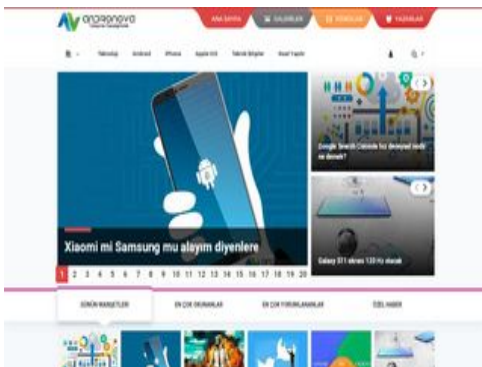 andronova
ANA SAYFA
GALERİLER
VİDEOLAR
YAZARLAR
Teknoloji
Android
iPhone
Teknik Bilgiler
Nasıl Yapılır
Google Search Console hız deneysel nedir
ne demek?
Xiaomi mi Samsung mu alayım diyenlere
Galaxy S11 ekranı 120 Hz olacak
1 2 3 4 5 6 7 8 9 10 11 12 13 14 15 16 17 18 19 20
GÜNÜN MANŞETLERİ
EN ÇOK OKUNANLAR
EN ÇOK YORUMLANANLAR
ÖZEL HABER